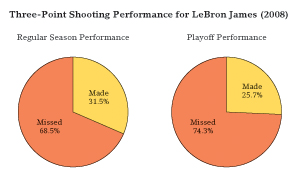 Three-Point Shooting Performance for LeBron James (2008)
Regular Season Performance
Made
31.5%
Missed
68.5%
Playoff Performance
Made
25.7%
Missed
74.3%